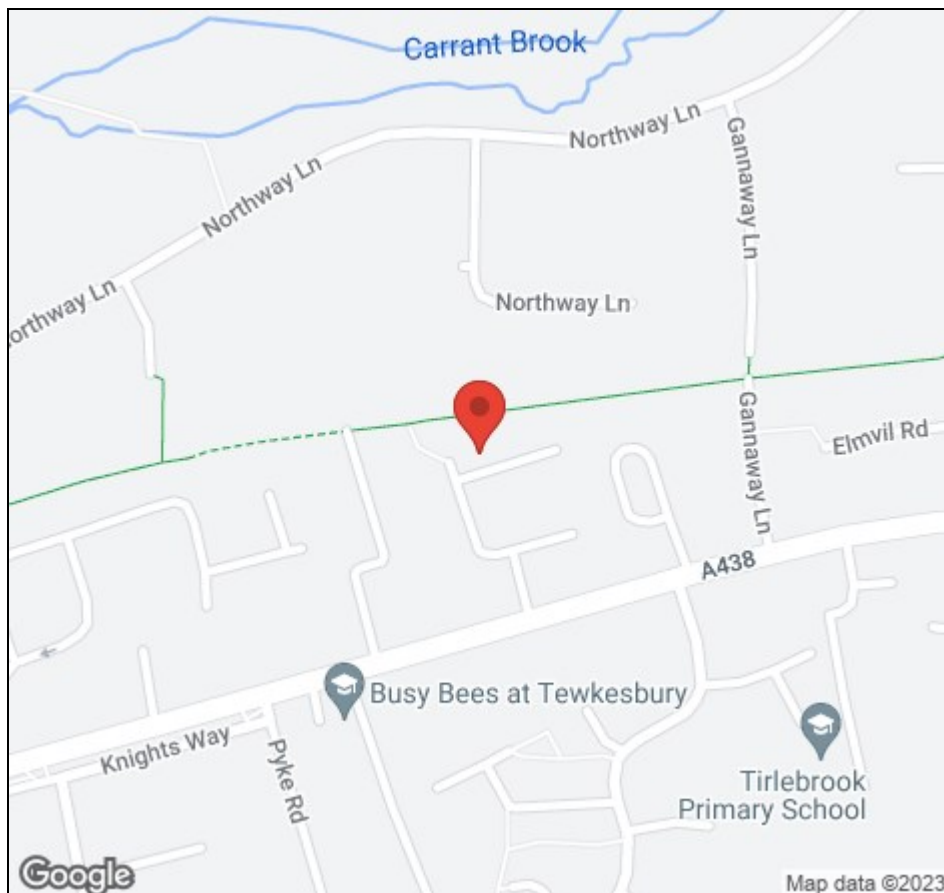 Carrant Brook
Northway Ln
Gannaway Ln
Northway Ln
Northway Ln
orthway Ln
Gannaway Ln
Elmvil Rd
A438
Busy Bees at Tewkesbury
Knights Way
Pyke Rd
Tirlebrook
Primary School
Google
Map data ©2023